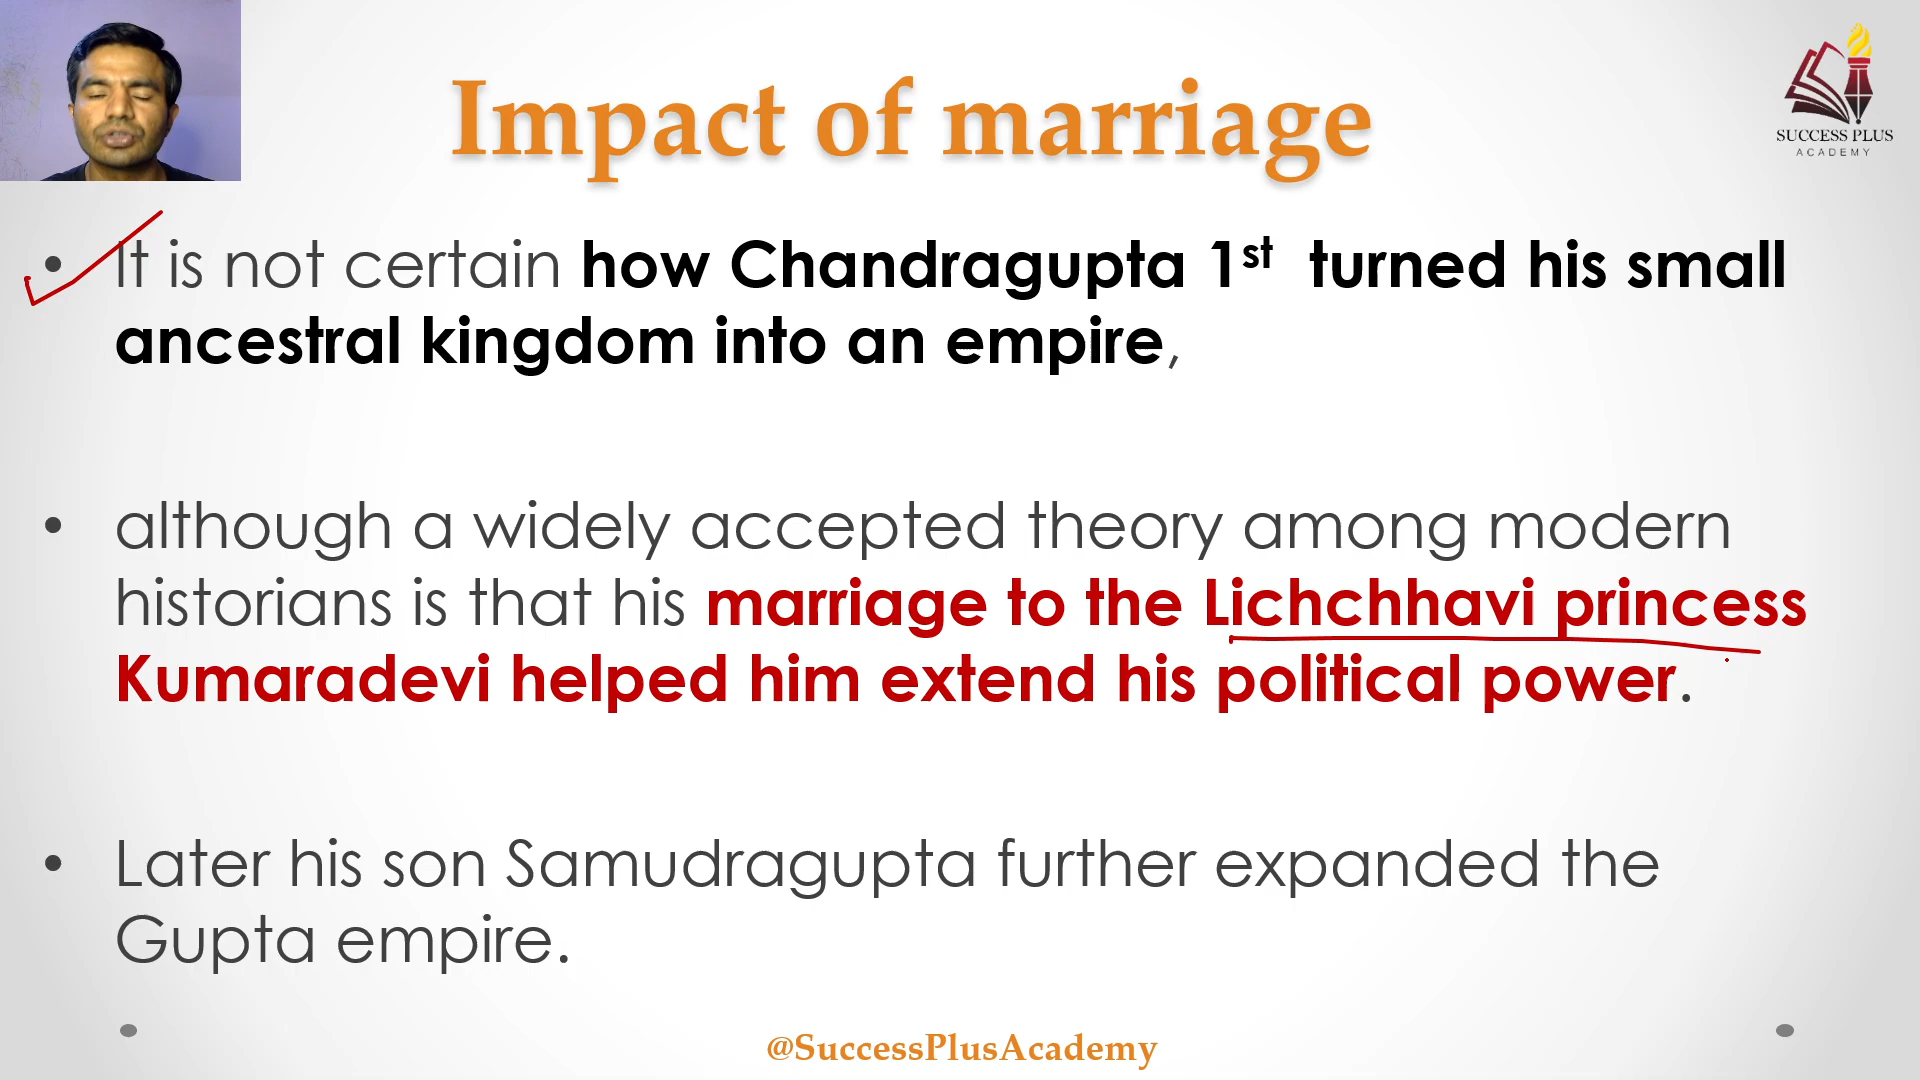 Impact of marriage
SUCCESS PLUS
ACADEMY
• It is not certain how Chandragupta 1st turned his small
ancestral kingdom into an empire,
• although a widely accepted theory among modern
historians is that his marriage to the Lichchhavi princess
Kumaradevi helped him extend his political power.
• Later his son Samudragupta further expanded the
Gupta empire.
@SuccessPlusAcademy